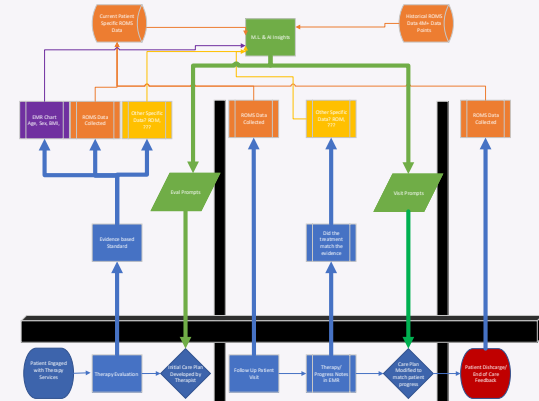 Current Patient
Specific ROMS
Data
M.L. & AI Insights
Historical ROMS
Data 4M+ Data
Points
EMR Chart
Age, Sex, BMI,
ROMS Data
Collected
Other Specific
Data? ROM,
???
ROMS Data
Collected
Other Specific
Data? ROM,
???
ROMS Data
Collected
Eval Prompts
Visit Prompts
Evidence based
Standard
Did the
treatment
match the
evidence
Patient Engaged
with Therapy
Services
Therapy Evaluation
Initial Care Plan
Developed by
Therapist
Follow Up Patient
Visit
Therapy/
Progress Notes
in EMR
Care Plan
Modified to
match patient
progress
Patient Discharge/
End of Care
Feedback